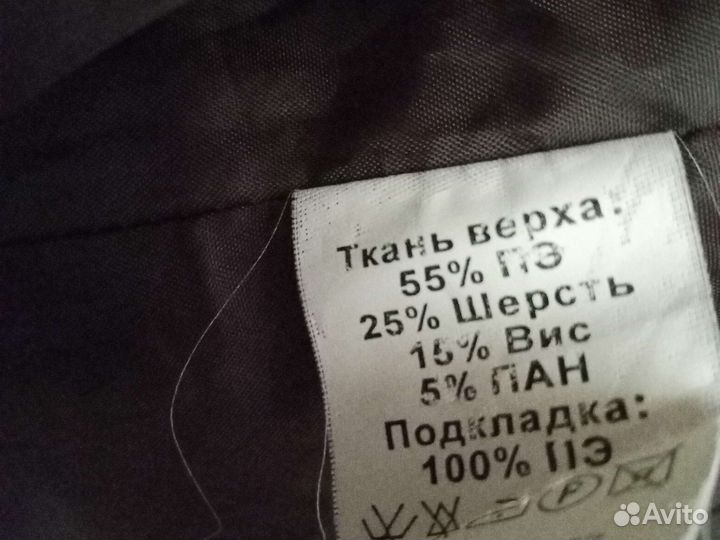 Ткань верха:
55% ПЭ
25% Шерсть
15% Вис
5% ПАН
Подкладка:
100% ПЭ
P
Avito